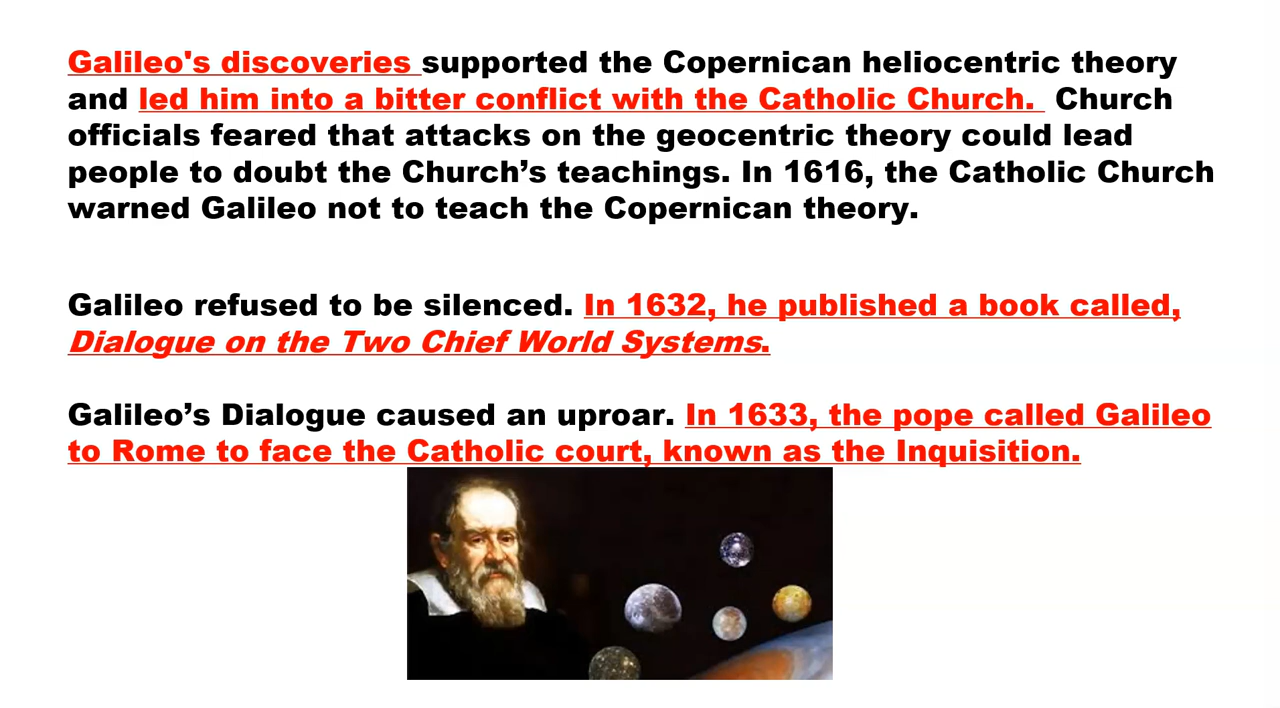 Galileo's discoveries supported the Copernican heliocentric theory
and led him into a bitter conflict with the Catholic Church.  Church
officials feared that attacks on the geocentric theory could lead
people to doubt the Church’s teachings. In 1616, the Catholic Church
warned Galileo not to teach the Copernican theory.
Galileo refused to be silenced. In 1632, he published a book called,
Dialogue on the Two Chief World Systems.
Galileo’s Dialogue caused an uproar. In 1633, the pope called Galileo
to Rome to face the Catholic court, known as the Inquisition.